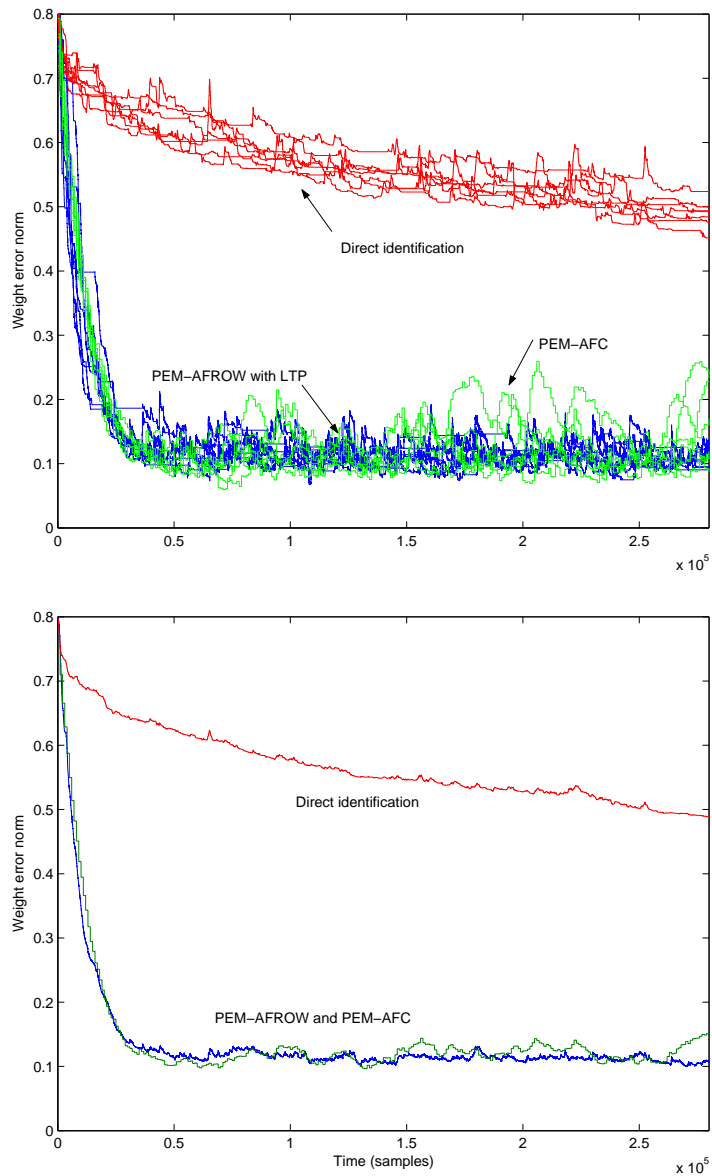 0.8
0.7
0.6
0.5
0.4
0.3
0.2
0.1
0
Weight error norm
Direct identification
PEM−AFC
PEM−AFROW with LTP
0 0.5 1 1.5 2 2.5
x 10^5
0.8
0.7
0.6
0.5
0.4
0.3
0.2
0.1
0
Weight error norm
Direct identification
PEM−AFROW and PEM−AFC
0 0.5 1 1.5 2 2.5
Time (samples)
x 10^5